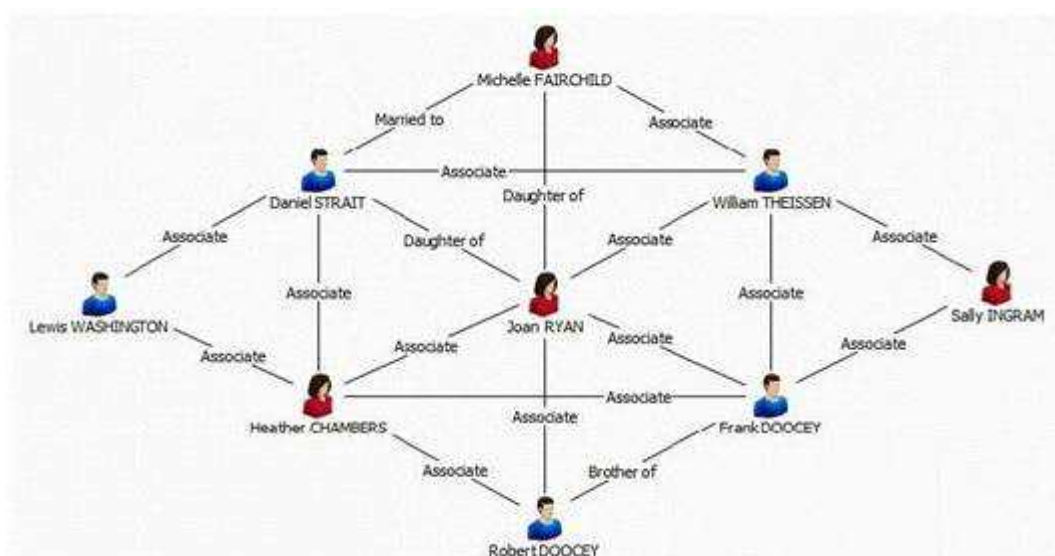 Michelle FAIRCHILD
Married to
Associate
Associate
Daniel STRAIT
Daughter of
William THEISSEN
Associate
Daughter of
Associate
Associate
Associate
Associate
Lewis WASHINGTON
Joan RYAN
Sally INGRAM
Associate
Associate
Associate
Associate
Associate
Heather CHAMBERS
Associate
Frank DOOCEY
Associate
Brother of
Robert DOOCEY